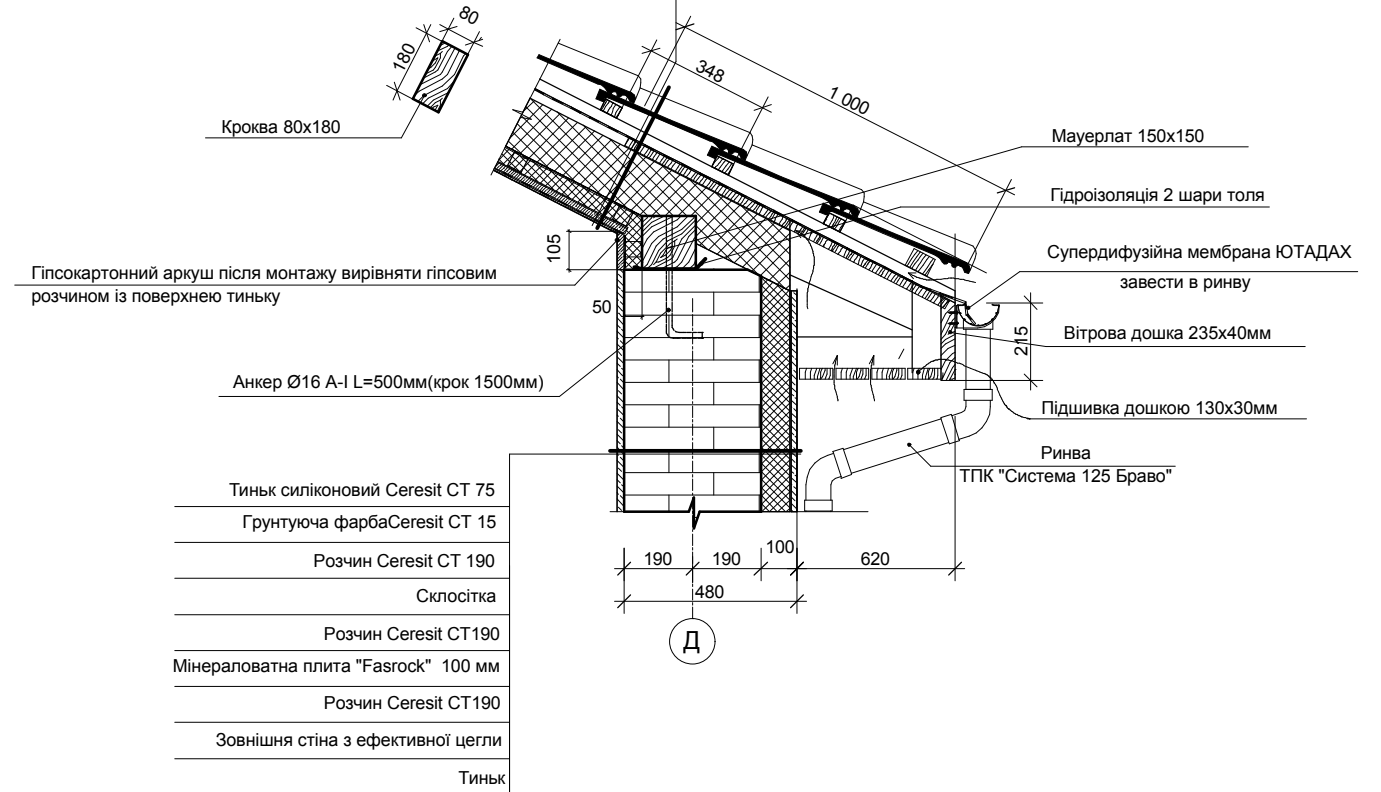 80
180
Кроква 80х180
348
1 000
Мауерлат 150х150
Гідроізоляція 2 шари толя
Супердифузійна мембрана ЮТАДАХ
завести в ринву
Вітрова дошка 235х40мм
215
Підшивка дошкою 130х30мм
Ринва
ТПК "Система 125 Браво"
105
Гіпсокартонний аркуш після монтажу вирівняти гіпсовим
розчином із поверхнею тиньку
50
Анкер Ø16 А-І L=500мм(крок 1500мм)
Тиньк силіконовий Ceresit CT 75
Грунтуюча фарбаCeresit CT 15
Розчин Ceresit CT 190
Склосітка
Розчин Ceresit CT190
Мінераловатна плита "Fasrock" 100 мм
Розчин Ceresit CT190
Зовнішня стіна з ефективної цегли
Тиньк
190
190
100
620
480
Д